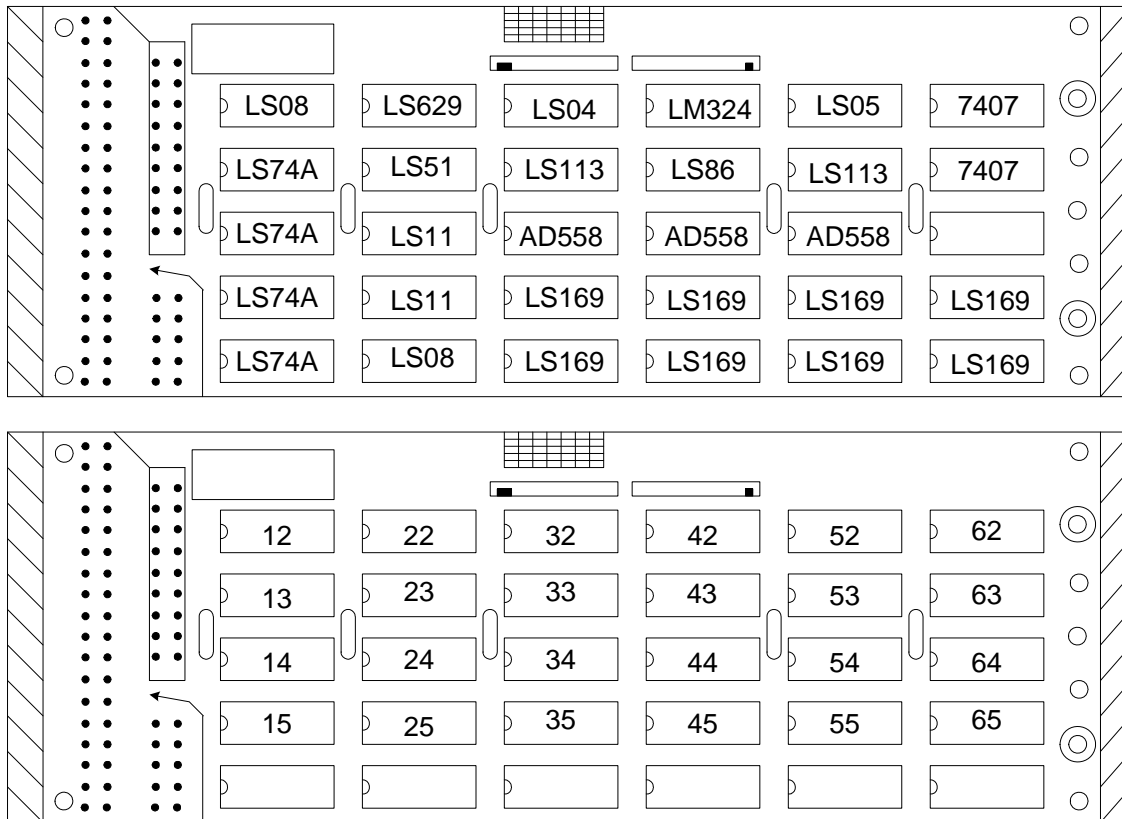 LS08 LS629 LS04 LM324 LS05 7407
LS74A LS51 LS113 LS86 LS113 7407
LS74A LS11 AD558 AD558 AD558
LS74A LS11 LS169 LS169 LS169 LS169
LS74A LS08 LS169 LS169 LS169 LS169
12 22 32 42 52 62
13 23 33 43 53 63
14 24 34 44 54 64
15 25 35 45 55 65